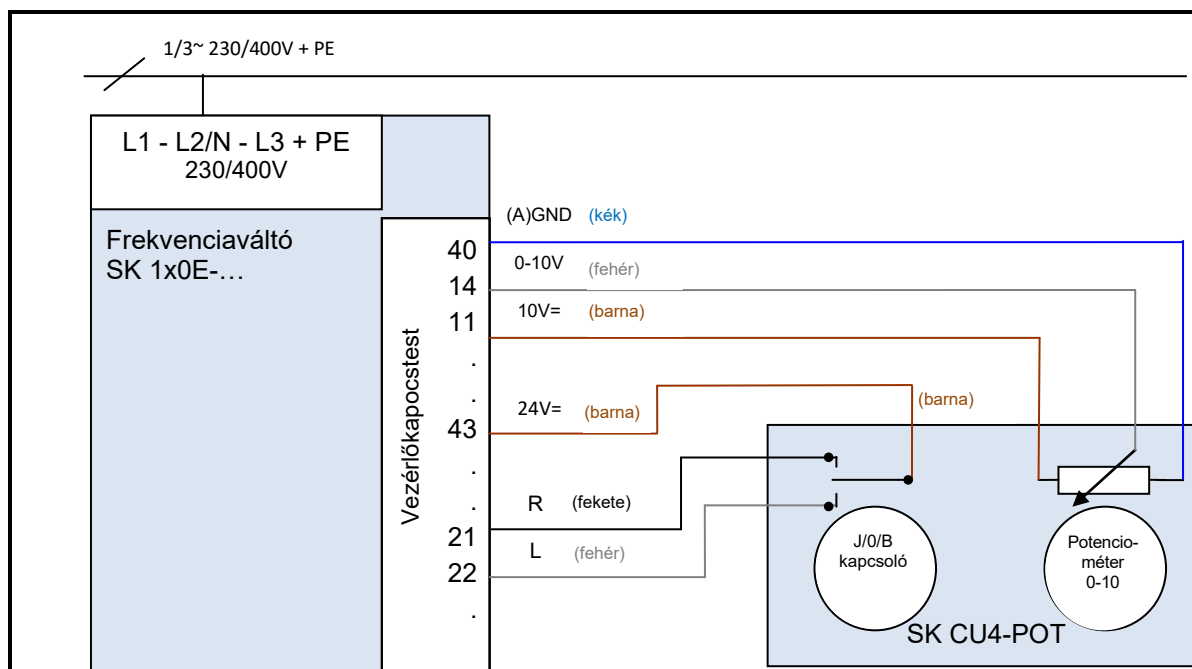 1/3~ 230/400V + PE
L1 - L2/N - L3 + PE
230/400V
Frekvenciaváltó
SK 1x0E-…
Vezérlőkapocstest
(A)GND (kék)
40
0-10V (fehér)
14
10V= (barna)
11
.
.
24V= (barna)
(barna)
43
.
.
R (fekete)
21
L (fehér)
22
.
J/0/B
kapcsoló
Potencio-
méter
0-10
SK CU4-POT